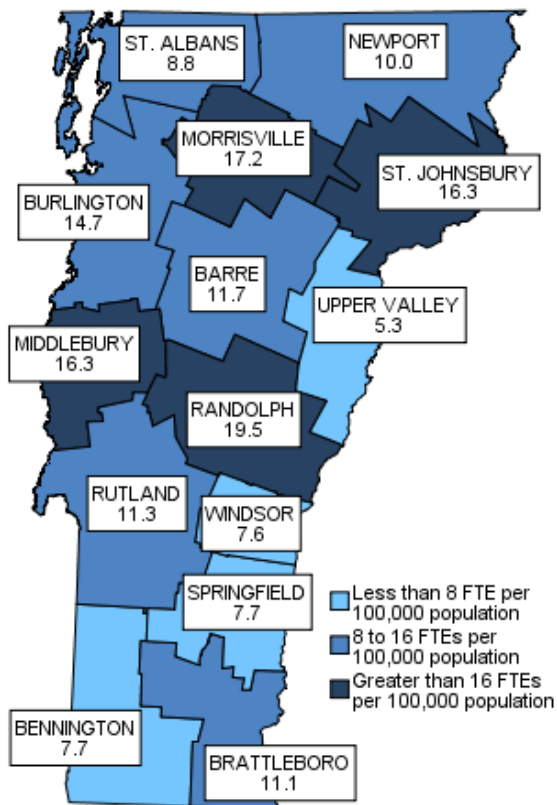 ST. ALBANS
8.8
NEWPORT
10.0
MORRISVILLE
17.2
ST. JOHNSBURY
16.3
BURLINGTON
14.7
BARRE
11.7
UPPER VALLEY
5.3
MIDDLEBURY
16.3
RANDOLPH
19.5
RUTLAND
11.3
WINDSOR
7.6
SPRINGFIELD
7.7
Less than 8 FTE per
100,000 population
8 to 16 FTEs per
100,000 population
Greater than 16 FTEs
per 100,000 population
BENNINGTON
7.7
BRATTLEBORO
11.1